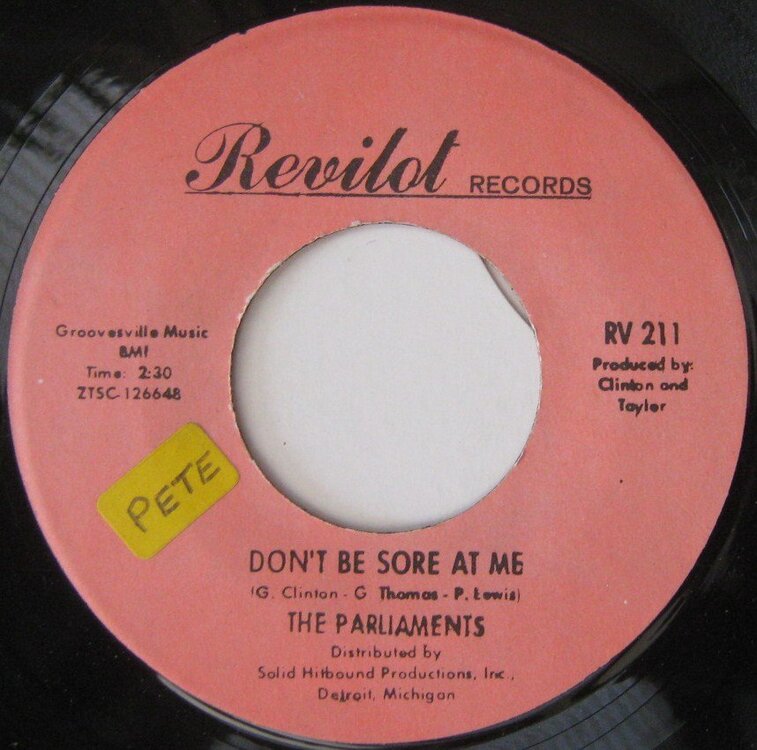 Revilot RECORDS
Groovesville Music
BMI
Time: 2:30
ZTSC-126648
RV 211
Produced by:
Clinton and
Taylor
PETE
DON'T BE SORE AT ME
(G. Clinton - G Thomas - P. Lewis)
THE PARLIAMENTS
Distributed by
Solid Hitbound Productions, Inc.,
Detroit, Michigan